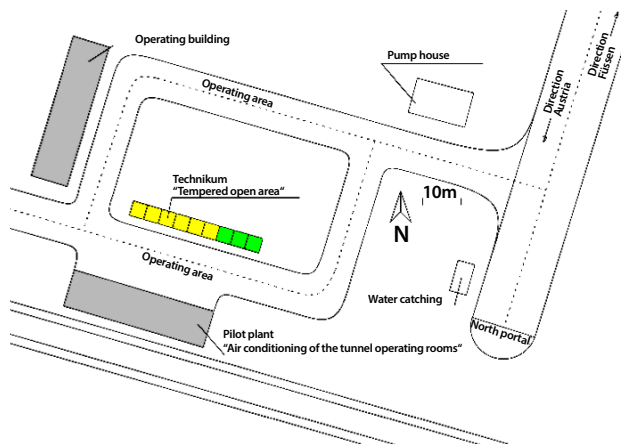 Operating building
Pump house
Direction
Füssen
Direction
Austria
Operating area
Technikum
“Tempered open area“
10m
N
Operating area
Water catching
North portal
Pilot plant
“Air conditioning of the tunnel operating rooms“